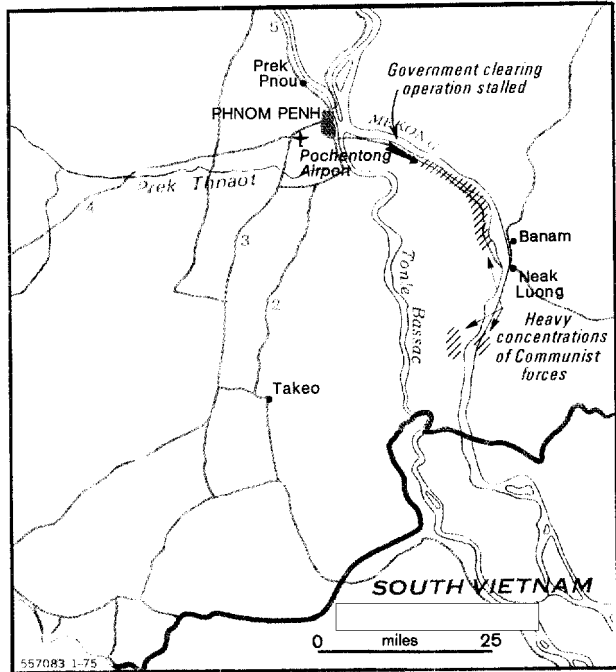 5
Prek
Pnou
Government clearing
operation stalled
PHNOM PENH
MEKONG
Pochentong
Airport
Prek Thnaot
4
3
2
Tonle Bassac
Banam
Neak
Luong
Heavy
concentrations
of Communist
forces
Takeo
SOUTH VIETNAM
0 miles 25
557083 1-75